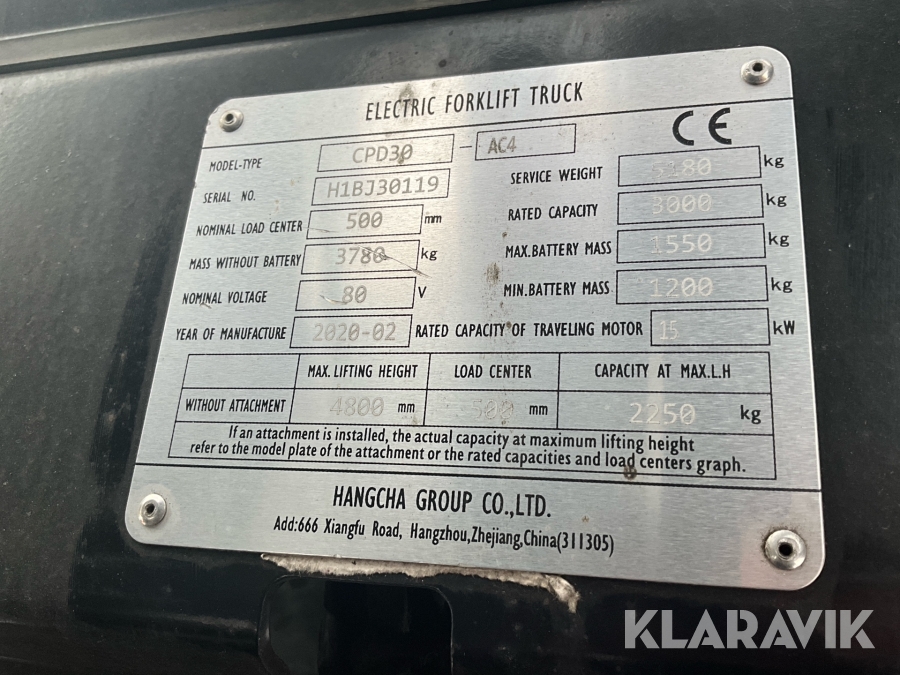 ELECTRIC FORKLIFT TRUCK
CE
MODEL-TYPE CPD30 - AC4
SERIAL NO. H1BJ30119
NOMINAL LOAD CENTER 500 mm
MASS WITHOUT BATTERY 3780 kg
NOMINAL VOLTAGE 80 V
SERVICE WEIGHT kg
RATED CAPACITY 3000 kg
MAX.BATTERY MASS 1550 kg
MIN.BATTERY MASS 1200 kg
YEAR OF MANUFACTURE 2020-02 RATED CAPACITY OF TRAVELING MOTOR 15 kW
MAX. LIFTING HEIGHT LOAD CENTER CAPACITY AT MAX.L.H
WITHOUT ATTACHMENT 4800 mm 500 mm 2250 kg
If an attachment is installed, the actual capacity at maximum lifting height
refer to the model plate of the attachment or the rated capacities and load centers graph.
HANGCHA GROUP CO.,LTD.
Add:666 Xiangfu Road, Hangzhou,Zhejiang,China(311305)
KLARAVIK